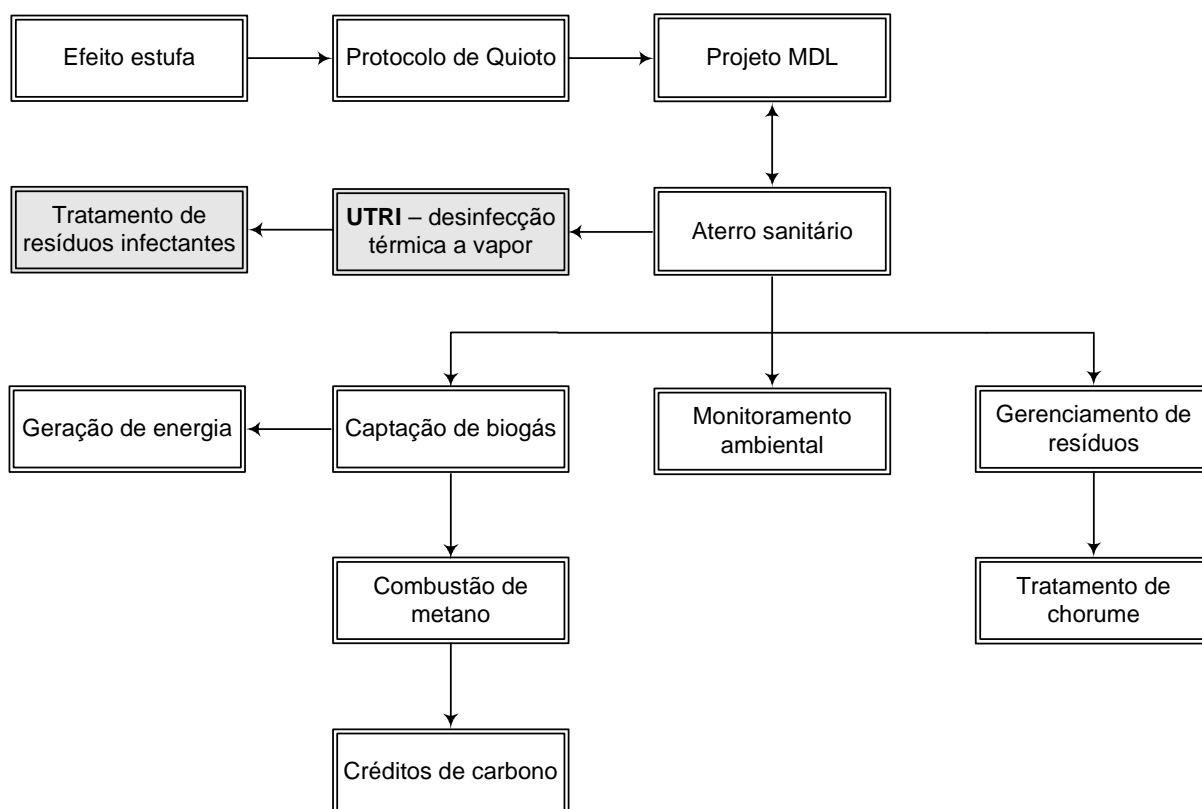 Efeito estufa
Protocolo de Quioto
Projeto MDL
Tratamento de
resíduos infectantes
UTRI – desinfecção
térmica a vapor
Aterro sanitário
Geração de energia
Captação de biogás
Monitoramento
ambiental
Gerenciamento de
resíduos
Combustão de
metano
Tratamento de
chorume
Créditos de carbono